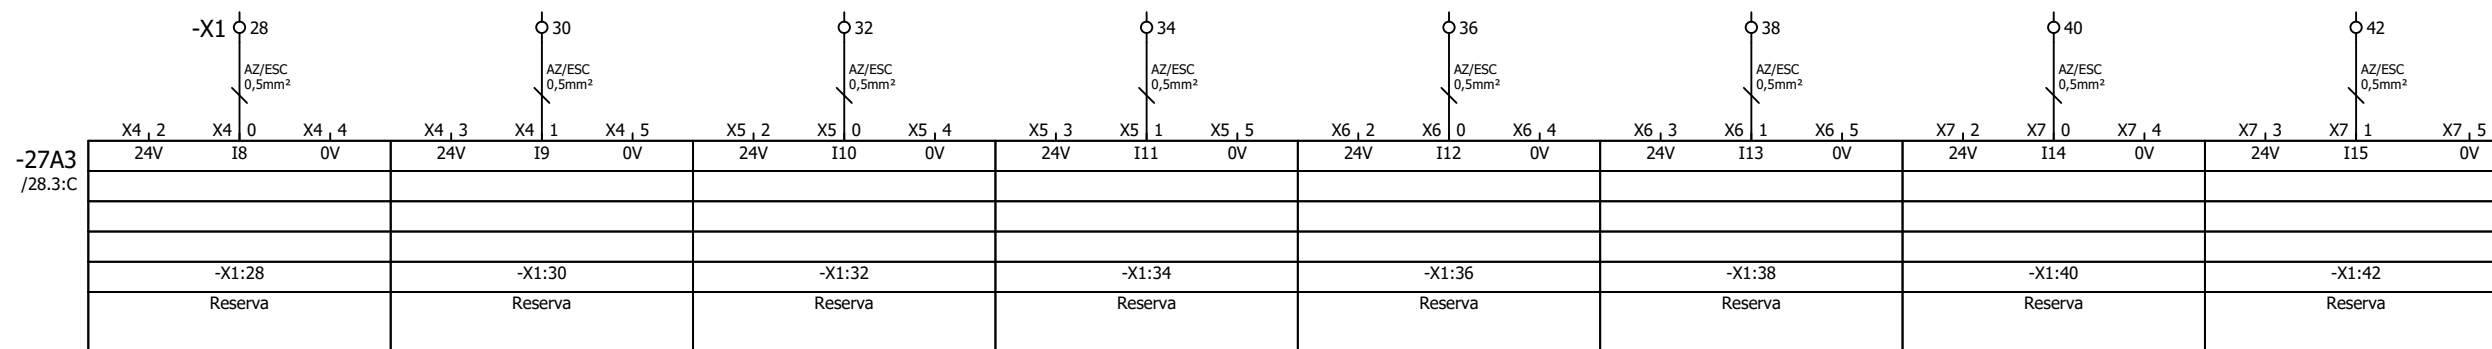 -X1 28 30 32 34 36 38 40 42
AZ/ESC AZ/ESC AZ/ESC AZ/ESC AZ/ESC AZ/ESC AZ/ESC AZ/ESC
0,5mm² 0,5mm² 0,5mm² 0,5mm² 0,5mm² 0,5mm² 0,5mm² 0,5mm²
X4 2 X4 0 X4 4 X4 3 X4 1 X4 5 X5 2 X5 0 X5 4 X5 3 X5 1 X5 5 X6 2 X6 0 X6 4 X6 3 X6 1 X6 5 X7 2 X7 0 X7 4 X7 3 X7 1 X7 5
-27A3 24V I8 0V 24V I9 0V 24V I10 0V 24V I11 0V 24V I12 0V 24V I13 0V 24V I14 0V 24V I15 0V
/28.3:C
-X1:28 -X1:30 -X1:32 -X1:34 -X1:36 -X1:38 -X1:40 -X1:42
Reserva Reserva Reserva Reserva Reserva Reserva Reserva Reserva